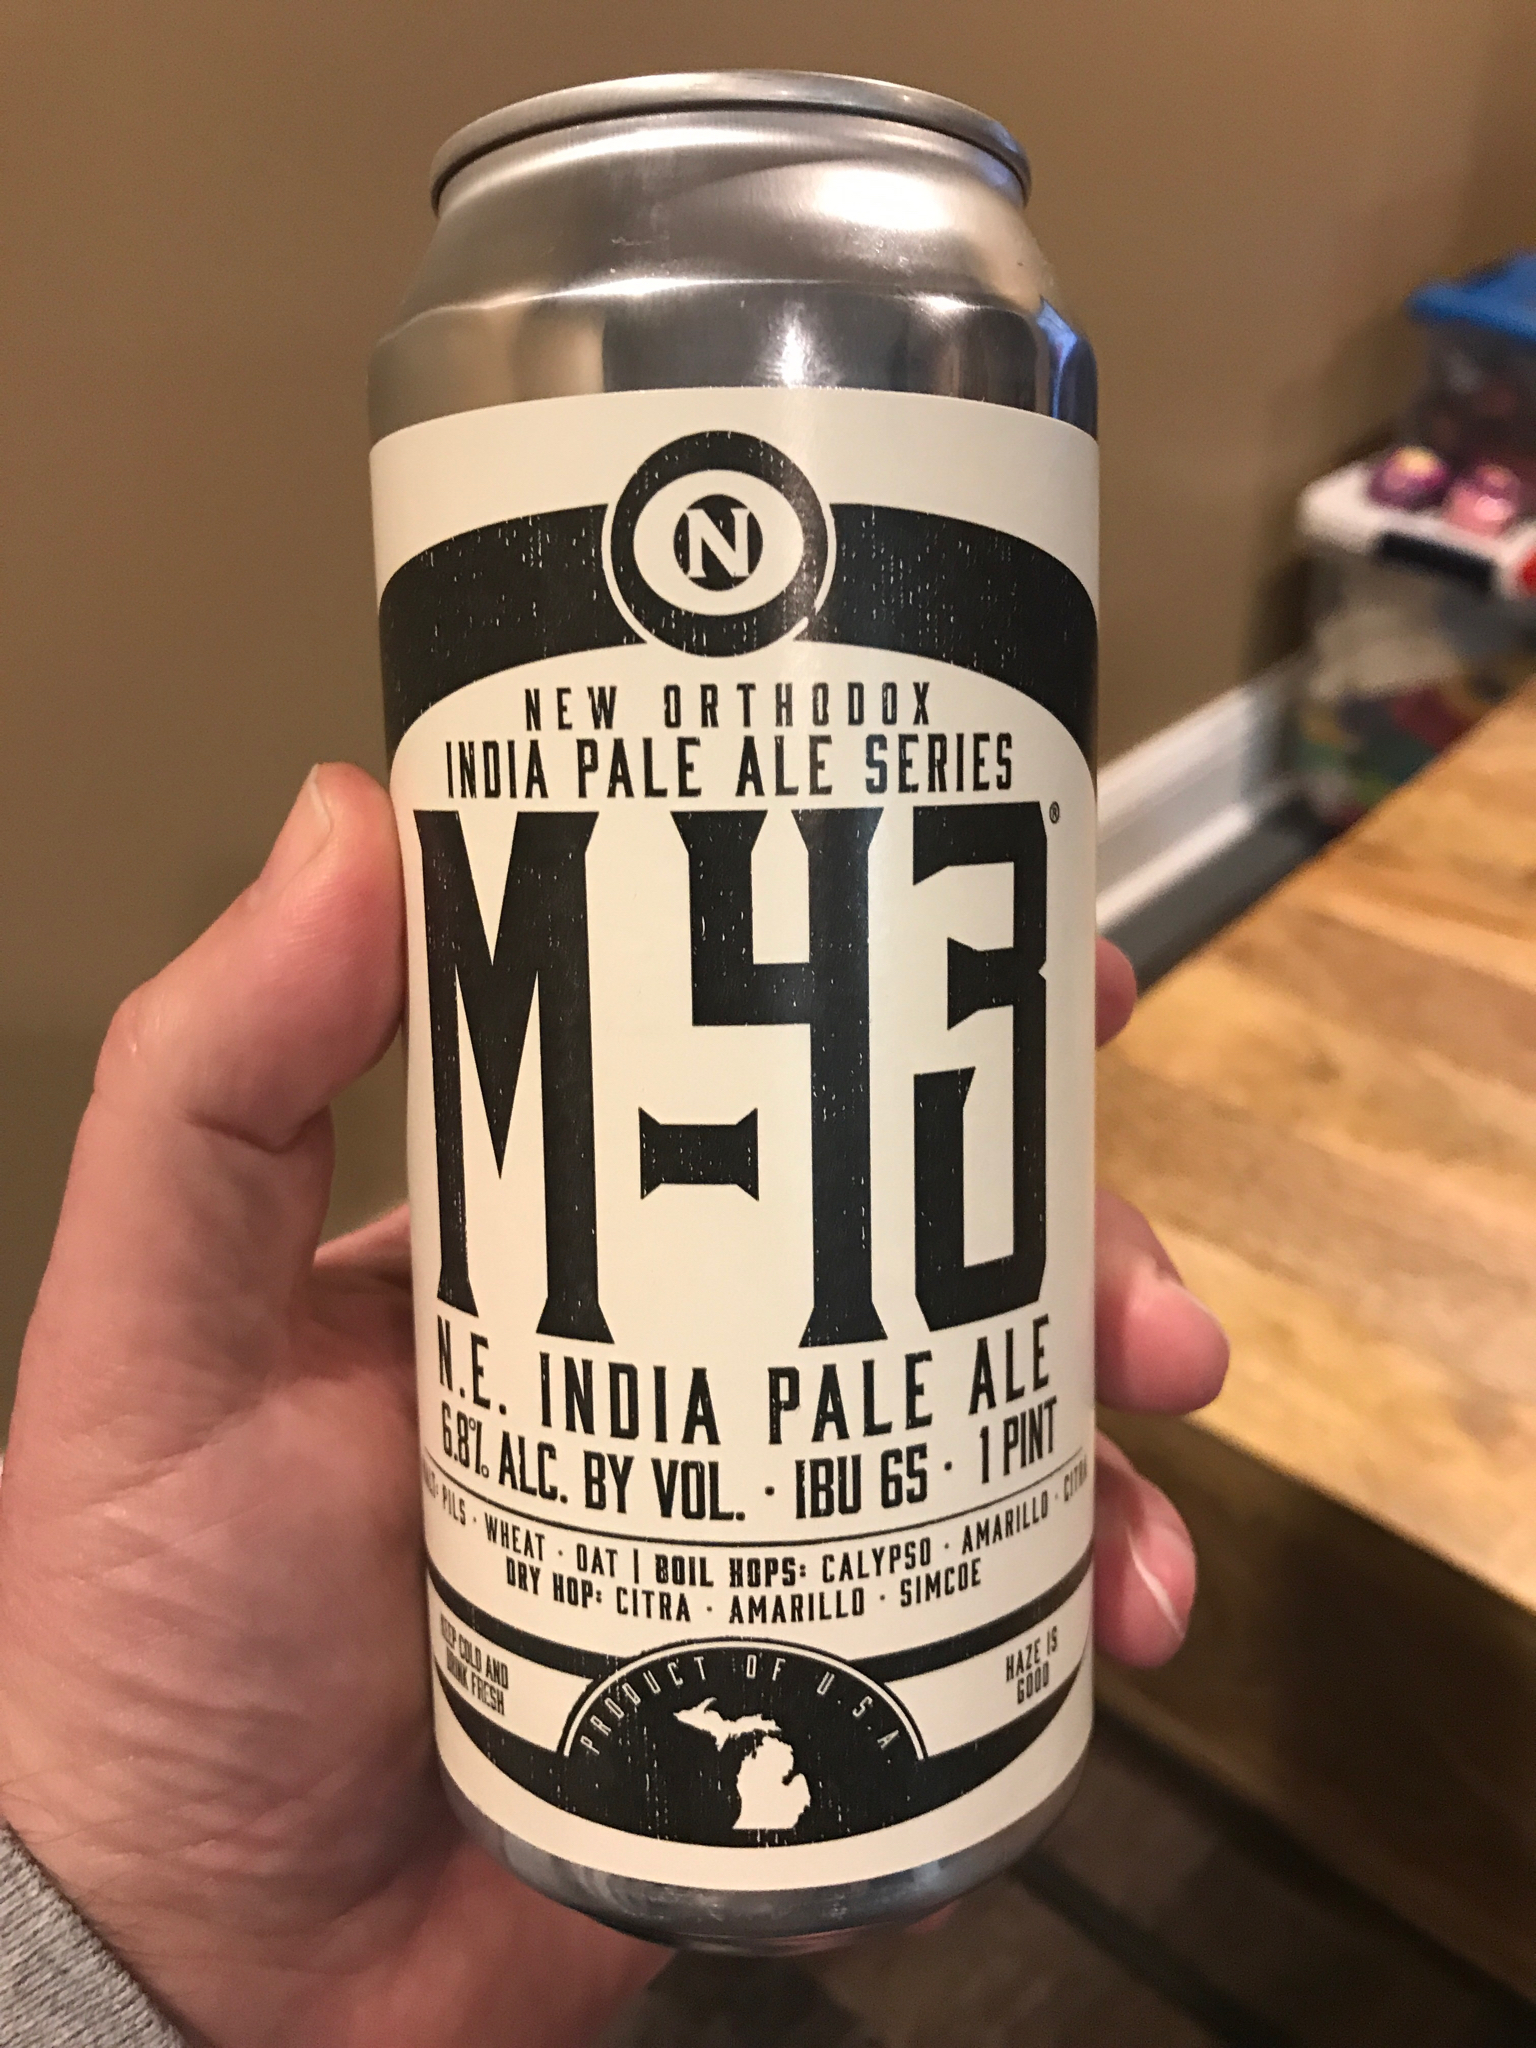 N
NEW ORTHODOX
INDIA PALE ALE SERIES
M-43®
N.E. INDIA PALE ALE
6.8% ALC. BY VOL. · IBU 65 · 1 PINT
PILS · WHEAT · OAT | BOIL HOPS: CALYPSO · AMARILLO · CITRA
DRY HOP: CITRA · AMARILLO · SIMCOE
KEEP COLD AND
DRINK FRESH
PRODUCT OF U.S.A.
HAZE IS
GOOD